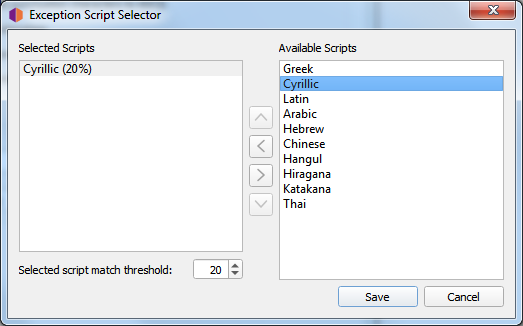 Exception Script Selector
Selected Scripts
Cyrillic (20%)
Selected script match threshold: 20
Available Scripts
Greek
Cyrillic
Latin
Arabic
Hebrew
Chinese
Hangul
Hiragana
Katakana
Thai
Save Cancel